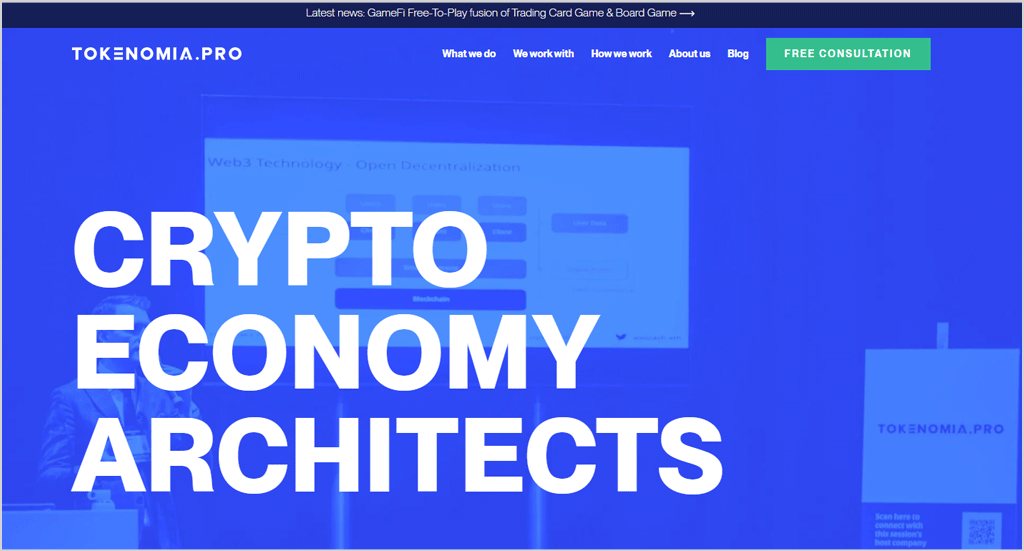 Latest news: GameFi Free-To-Play fusion of Trading Card Game & Board Game ⟶
TOKENOMIA.PRO
What we do
We work with
How we work
About us
Blog
FREE CONSULTATION
Web3 Technology - Open Decentralization
Blockchain
CRYPTO
ECONOMY
ARCHITECTS
TOKENOMIA.PRO
Scan here to
connect with
this session's
host company